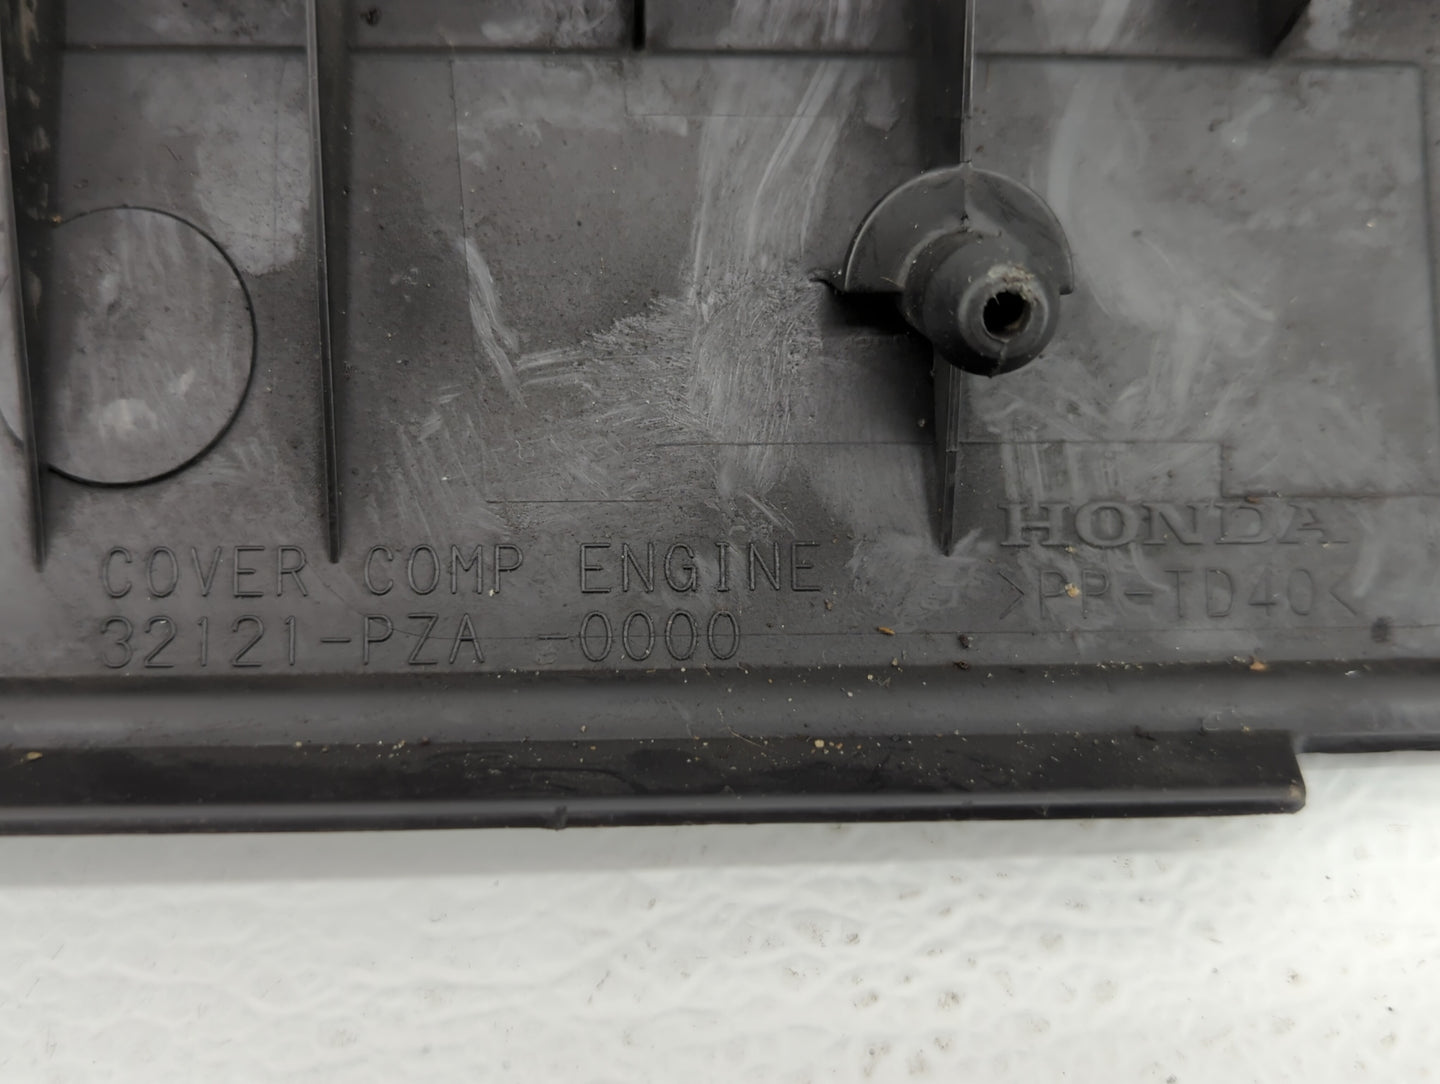 HONDA
COVER COMP ENGINE
>PP-TD40<
32121-PZA -0000